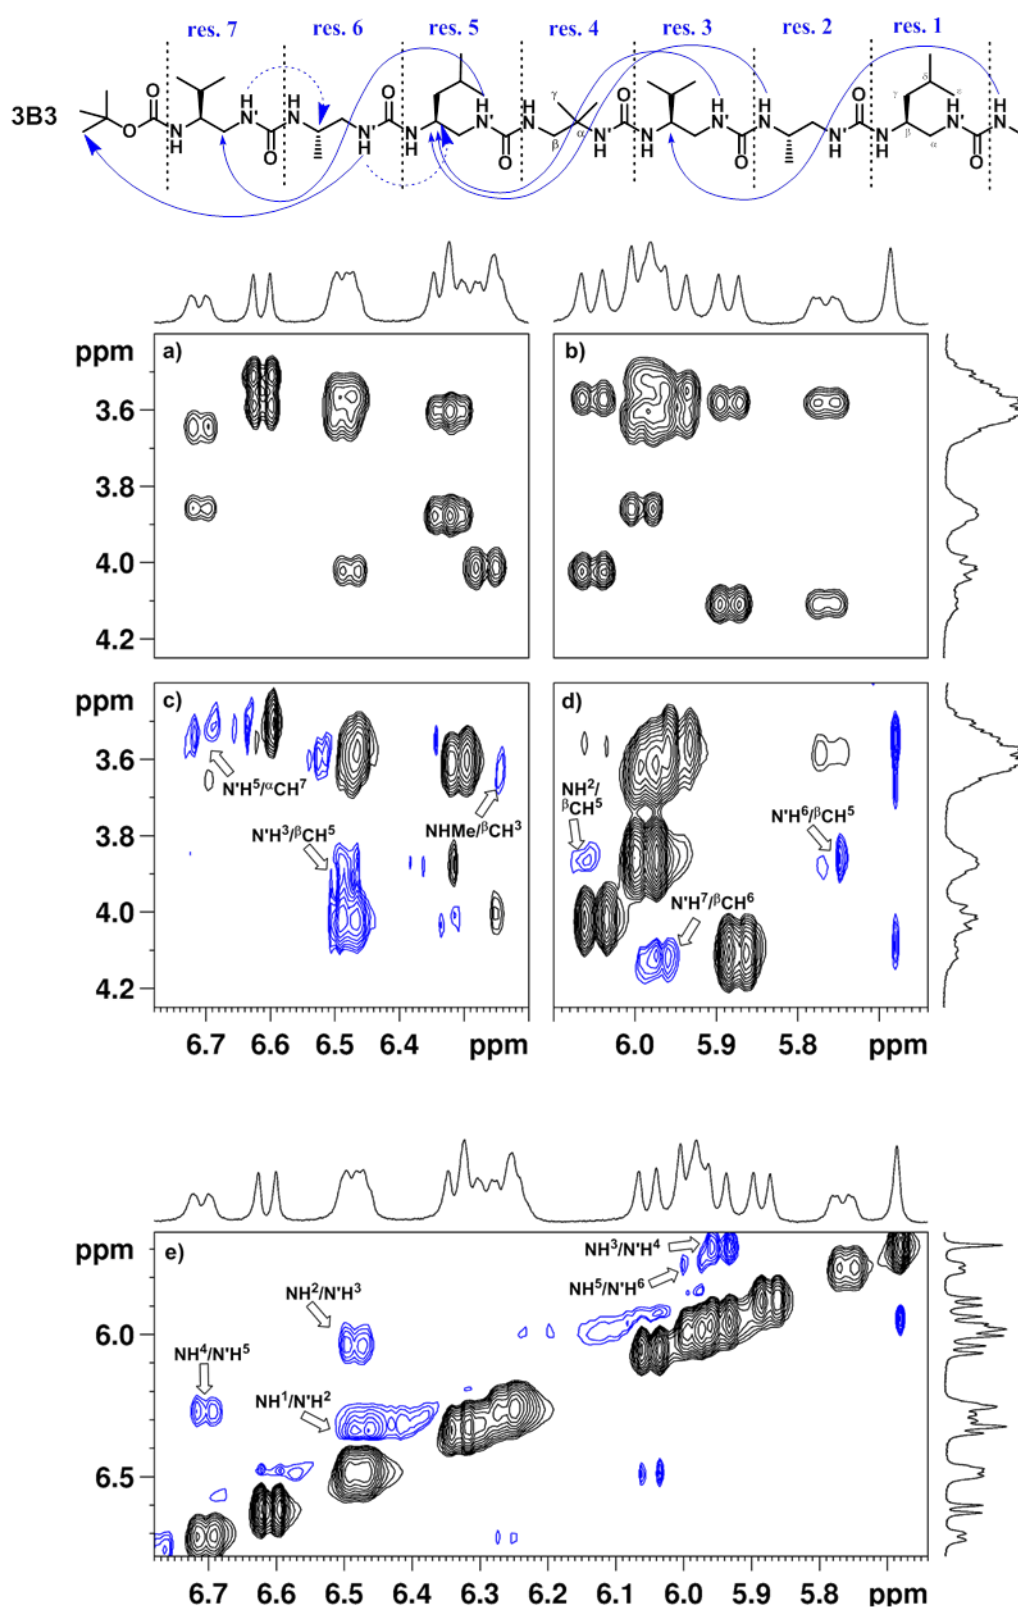 res. 7 res. 6 res. 5 res. 4 res. 3 res. 2 res. 1
3B3
O O N H N H' O N H N H O N H N H' O N H β γ α N H O N H N H' O N H N H O N H γ δ ε β α N H' O N H
ppm
a)
b)
3.6
3.8
4.0
4.2
ppm
c)
d)
3.6
N'H⁵/ᵅCH⁷
NH²/
ᵝCH⁵
N'H⁶/ᵝCH⁵
NHMe/ᵝCH³
N'H³/ᵝCH⁵
3.8
N'H⁷/ᵝCH⁶
4.0
4.2
6.7 6.6 6.5 6.4 ppm 6.0 5.9 5.8 ppm
ppm
e)
NH³/N'H⁴
NH⁵/N'H⁶
NH²/N'H³
6.0
NH⁴/N'H⁵
NH¹/N'H²
6.5
6.7 6.6 6.5 6.4 6.3 6.2 6.1 6.0 5.9 5.8 ppm